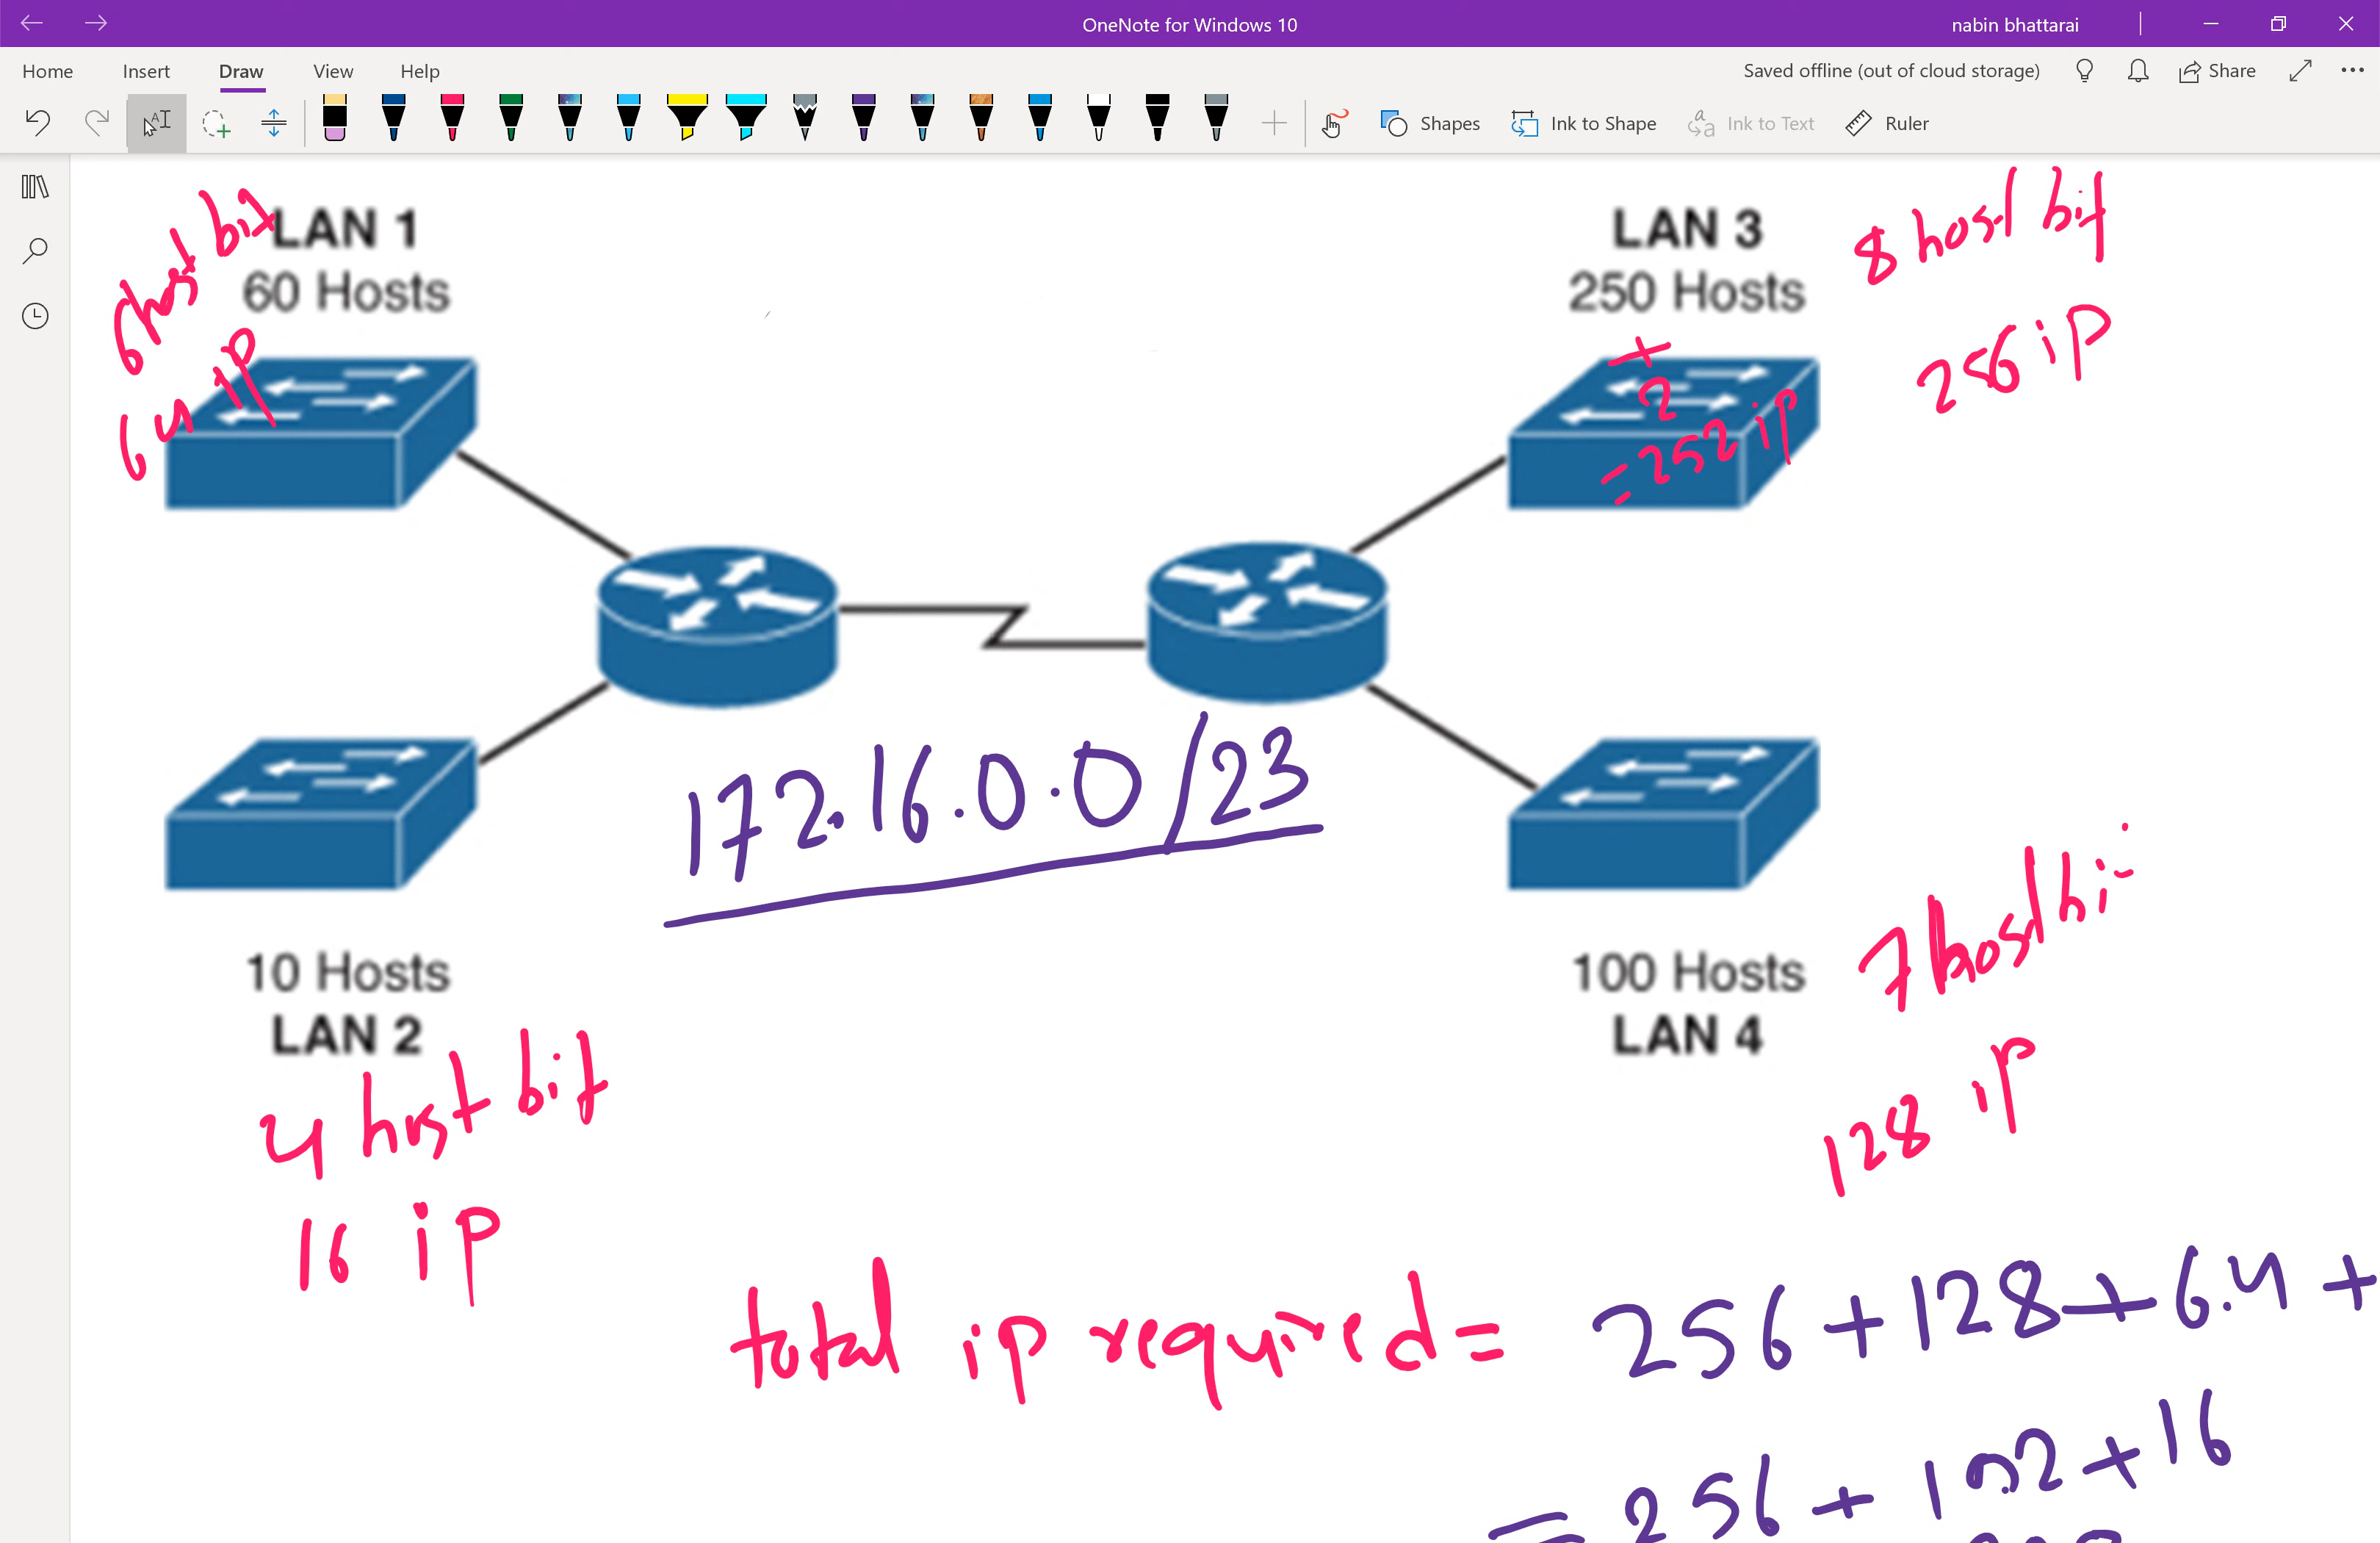 OneNote for Windows 10
nabin bhattarai
Home Insert Draw View Help
Saved offline (out of cloud storage)
Share
Shapes
Ink to Shape
Ink to Text
Ruler
6 host bit
64 iP
LAN 1
60 Hosts
LAN 3
250 Hosts
+
2
=252 iP
8 host bit
256 iP
172.16.0.0/23
10 Hosts
LAN 2
4 host bit
16 iP
100 Hosts
LAN 4
7 host bi
128 iP
total ip required = 256+128+64+
=256+192+16